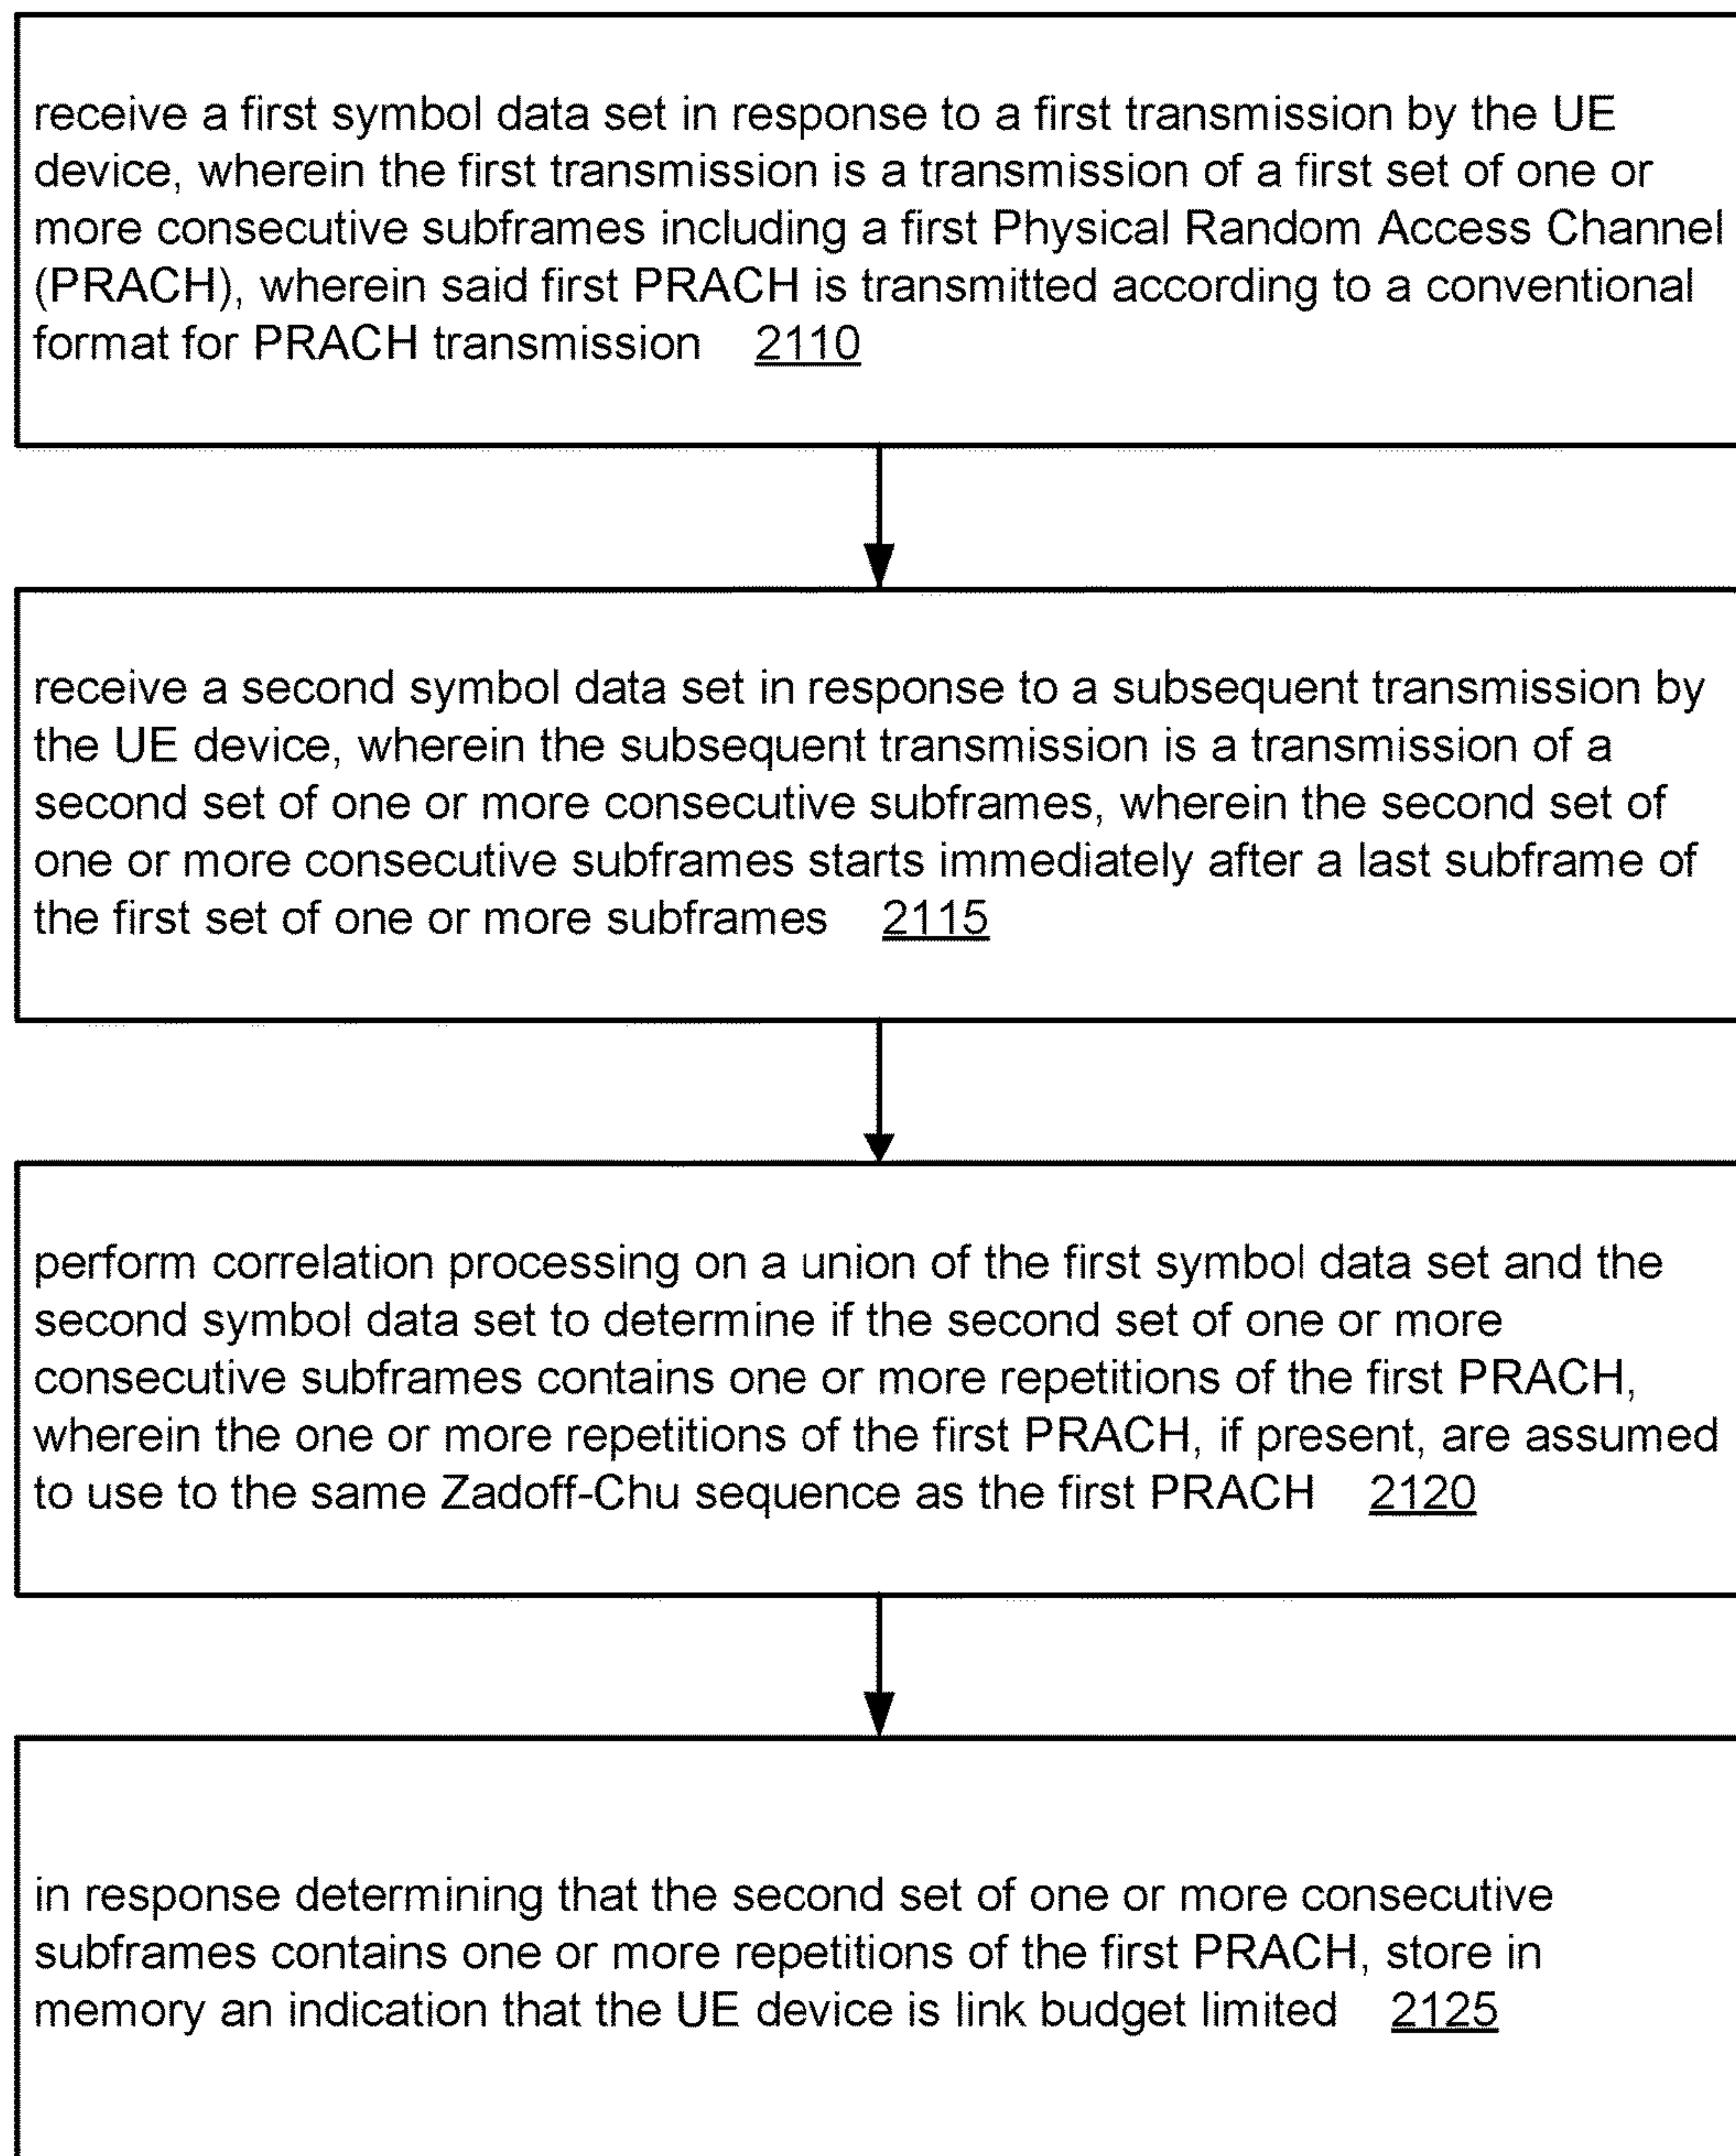 receive a first symbol data set in response to a first transmission by the UE
device, wherein the first transmission is a transmission of a first set of one or
more consecutive subframes including a first Physical Random Access Channel
(PRACH), wherein said first PRACH is transmitted according to a conventional
format for PRACH transmission 2110
receive a second symbol data set in response to a subsequent transmission by
the UE device, wherein the subsequent transmission is a transmission of a
second set of one or more consecutive subframes, wherein the second set of
one or more consecutive subframes starts immediately after a last subframe of
the first set of one or more subframes 2115
perform correlation processing on a union of the first symbol data set and the
second symbol data set to determine if the second set of one or more
consecutive subframes contains one or more repetitions of the first PRACH,
wherein the one or more repetitions of the first PRACH, if present, are assumed
to use to the same Zadoff-Chu sequence as the first PRACH 2120
in response determining that the second set of one or more consecutive
subframes contains one or more repetitions of the first PRACH, store in
memory an indication that the UE device is link budget limited 2125